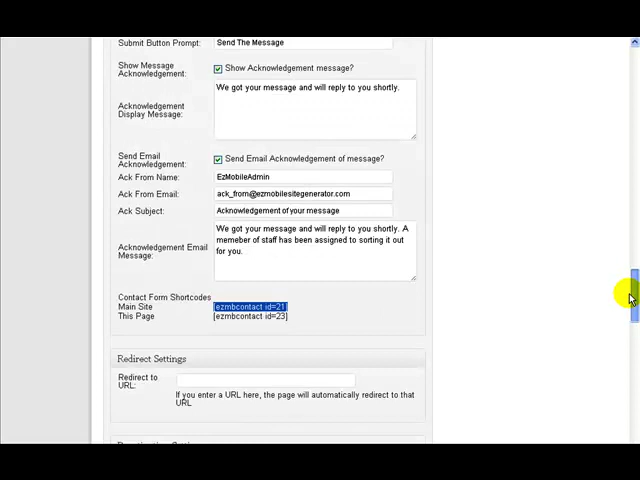 Submit Button Prompt: Send The Message
Show Message Acknowledgement: Show Acknowledgement message?
Acknowledgement Display Message: We got your message and will reply to you shortly.
Send Email Acknowledgement: Send Email Acknowledgement of message?
Ack From Name: EzMobileAdmin
Ack From Email: ack_from@ezmobilesitegenerator.com
Ack Subject: Acknowledgement of your message
Acknowledgement Email Message:
We got your message and will reply to you shortly. A
memeber of staff has been assigned to sorting it out
for you.
Contact Form Shortcodes
Main Site [ezmbcontact id=21]
This Page [ezmbcontact id=23]
Redirect Settings
Redirect to URL:
If you enter a URL here, the page will automatically redirect to that
URL